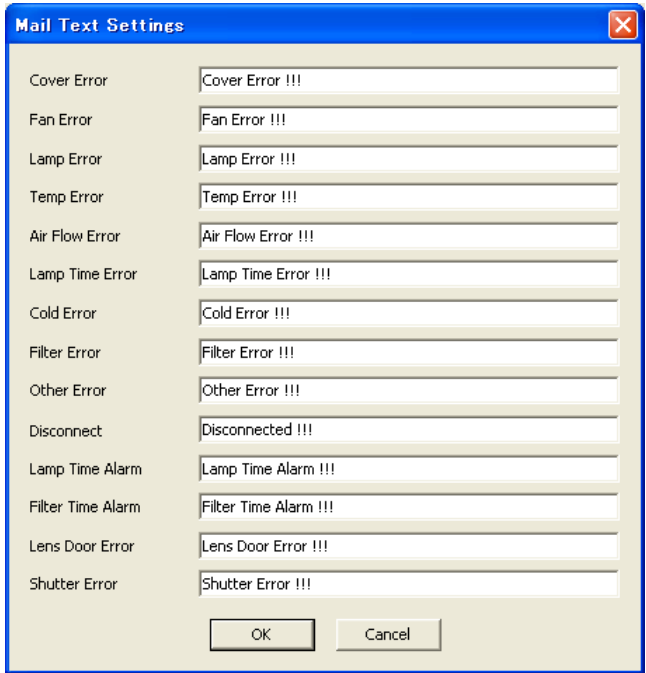 Mail Text Settings
Cover Error Cover Error !!!
Fan Error Fan Error !!!
Lamp Error Lamp Error !!!
Temp Error Temp Error !!!
Air Flow Error Air Flow Error !!!
Lamp Time Error Lamp Time Error !!!
Cold Error Cold Error !!!
Filter Error Filter Error !!!
Other Error Other Error !!!
Disconnect Disconnected !!!
Lamp Time Alarm Lamp Time Alarm !!!
Filter Time Alarm Filter Time Alarm !!!
Lens Door Error Lens Door Error !!!
Shutter Error Shutter Error !!!
OK Cancel